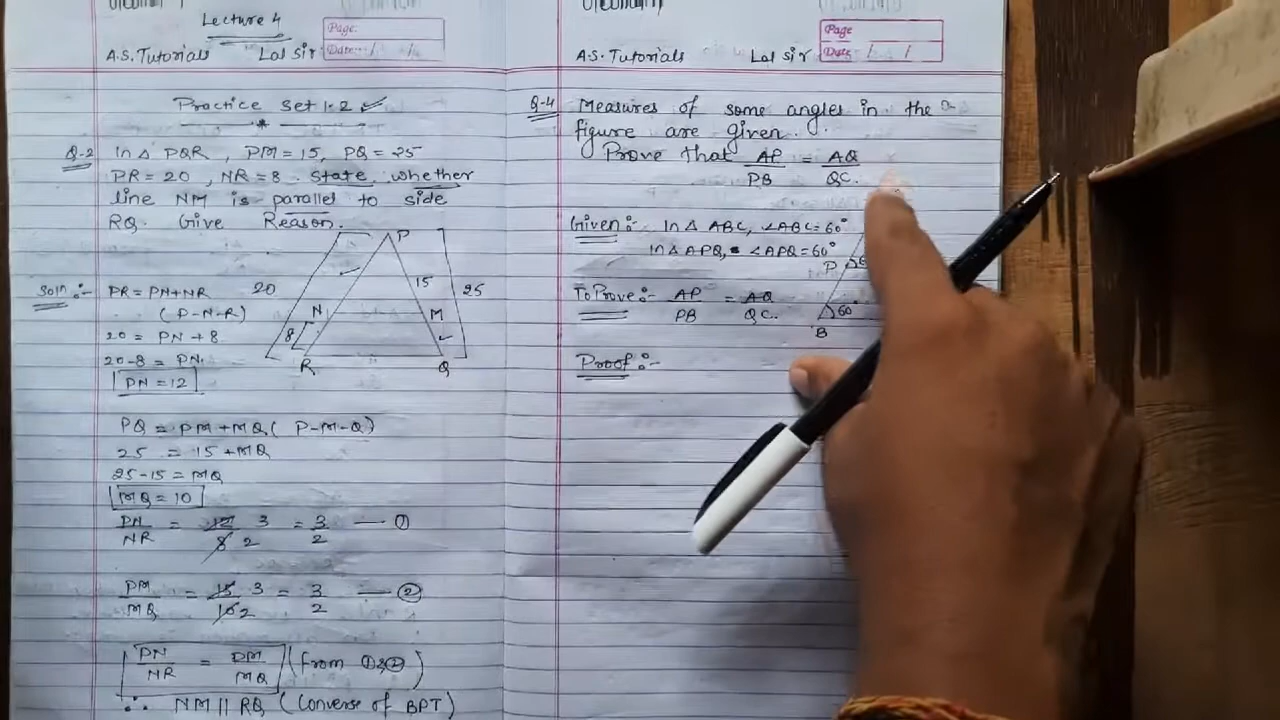 Lecture 4
Page:
Date: / /
A.S. Tutorials Lal Sir
Practice Set 1.2 ✓
Q-2 In Δ PQR, PM = 15, PQ = 25
PR = 20, NR = 8. State, whether
line NM is parallel to side
RQ. Give Reason.
P
20
15
25
N
M
8
R
Q
Soln:- PR = PN+NR
(P-N-R)
20 = PN + 8
20-8 = PN
PN = 12
PQ = PM + MQ (P-M-Q)
25 = 15 + MQ
25-15 = MQ
MQ = 10
PN/NR = 12/8 3/2 = 3/2 — ①
PM/MQ = 15/10 3/2 = 3/2 — ②
PN/NR = PM/MQ (from ①&②)
∴ NM || RQ (Converse of BPT)
Page
Date / /
A.S. Tutorials Lal Sir
Q-4 Measures of some angles in the
figure are given.
Prove that AP/PB = AQ/QC.
Given:- In Δ ABC, ∠ABC = 60°
In Δ APQ, ∠APQ = 60°
P
To Prove:- AP/PB = AQ/QC.
60°
B
Proof:-